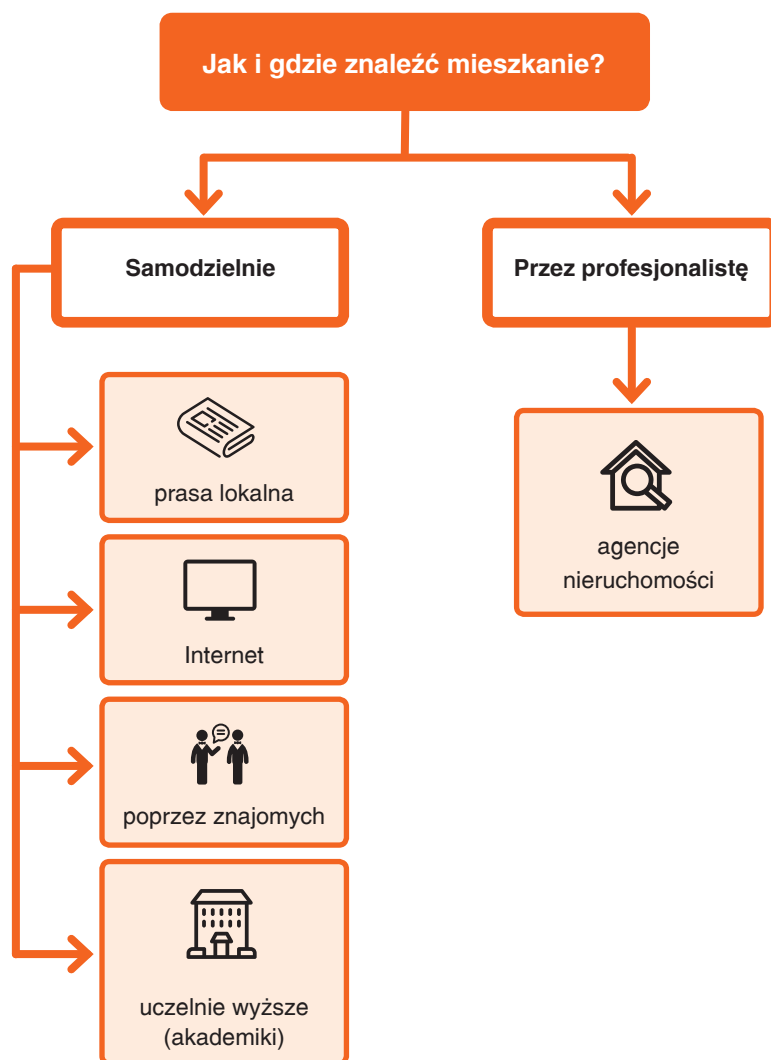 Jak i gdzie znaleźć mieszkanie?
Samodzielnie
Przez profesjonalistę
prasa lokalna
Internet
poprzez znajomych
uczelnie wyższe
(akademiki)
agencje
nieruchomości